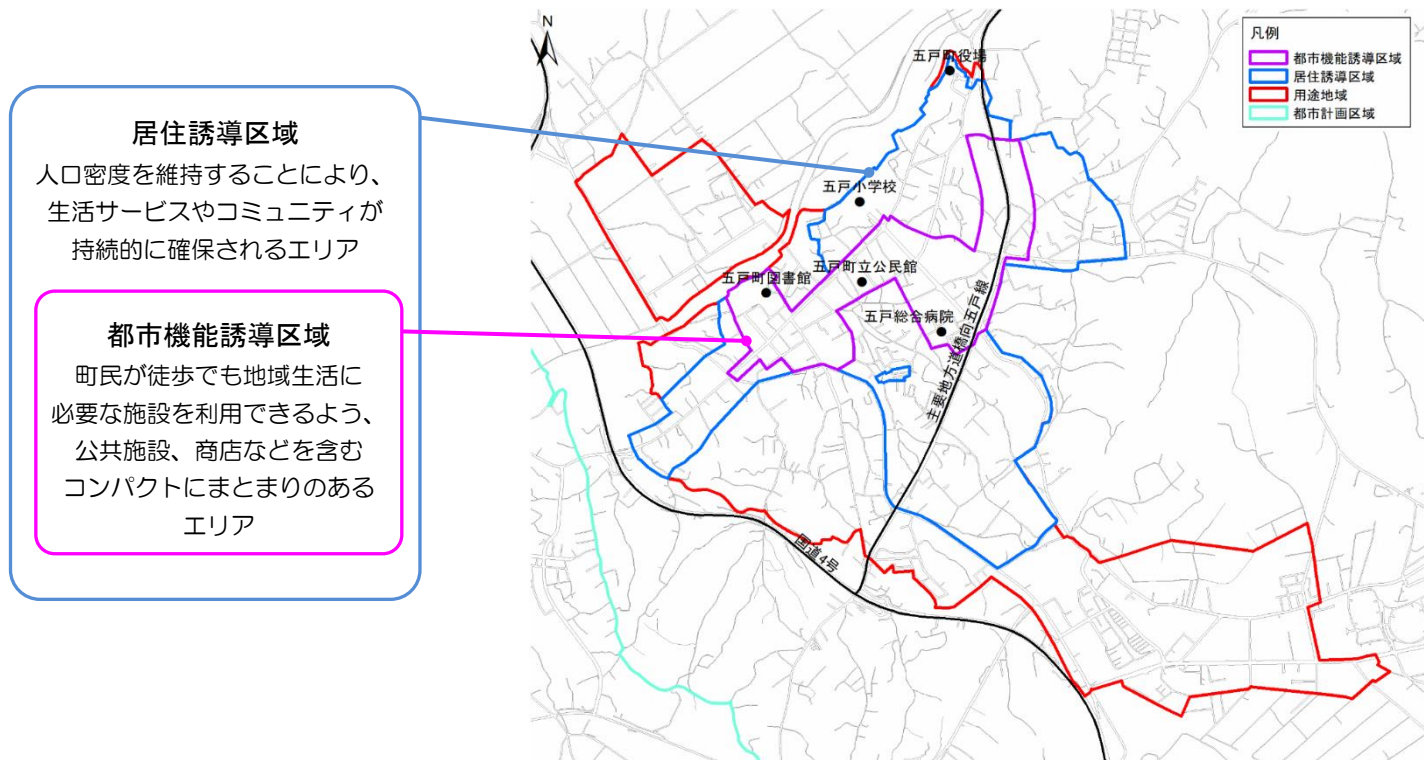 居住誘導区域
人口密度を維持することにより、
生活サービスやコミュニティが
持続的に確保されるエリア
都市機能誘導区域
町民が徒歩でも地域生活に
必要な施設を利用できるよう、
公共施設、商店などを含む
コンパクトにまとまりのある
エリア
N
凡例
都市機能誘導区域
居住誘導区域
用途地域
都市計画区域
五戸町役場
五戸小学校
五戸町立公民館
五戸町図書館
五戸総合病院
主要地方道橋向五戸線
国道4号